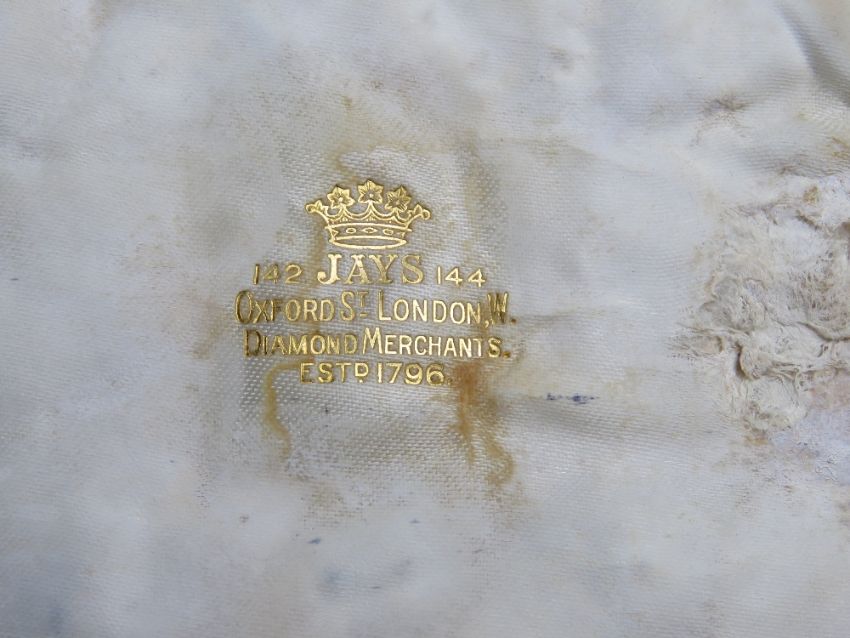 142 JAYS 144
OXFORD ST LONDON, W.
DIAMOND MERCHANTS.
ESTD 1796.